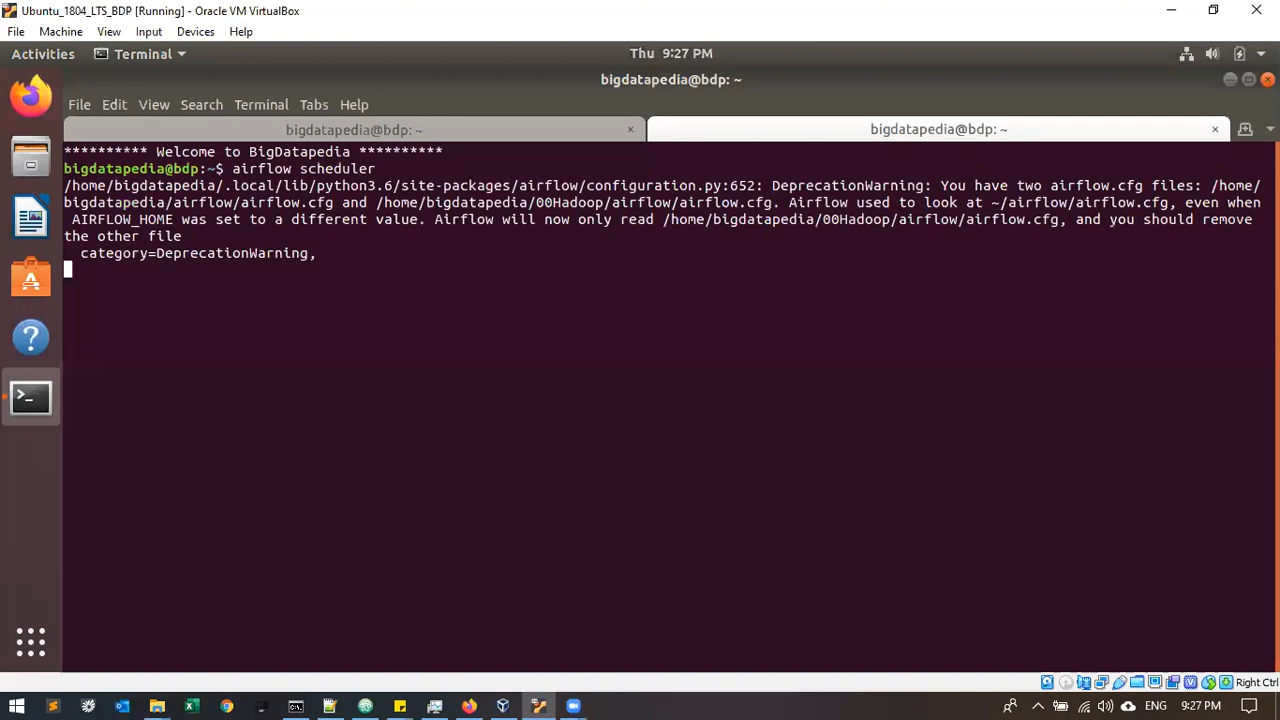 Ubuntu_1804_LTS_BDP [Running] - Oracle VM VirtualBox
File Machine View Input Devices Help
Activities Terminal Thu 9:27 PM
bigdatapedia@bdp: ~
File Edit View Search Terminal Tabs Help
bigdatapedia@bdp: ~ × bigdatapedia@bdp: ~ ×
********** Welcome to BigDatapedia **********
bigdatapedia@bdp:~$ airflow scheduler
/home/bigdatapedia/.local/lib/python3.6/site-packages/airflow/configuration.py:652: DeprecationWarning: You have two airflow.cfg files: /home/
bigdatapedia/airflow/airflow.cfg and /home/bigdatapedia/00Hadoop/airflow/airflow.cfg. Airflow used to look at ~/airflow/airflow.cfg, even when
AIRFLOW_HOME was set to a different value. Airflow will now only read /home/bigdatapedia/00Hadoop/airflow/airflow.cfg, and you should remove
the other file
category=DeprecationWarning,
Right Ctrl
ENG 9:27 PM